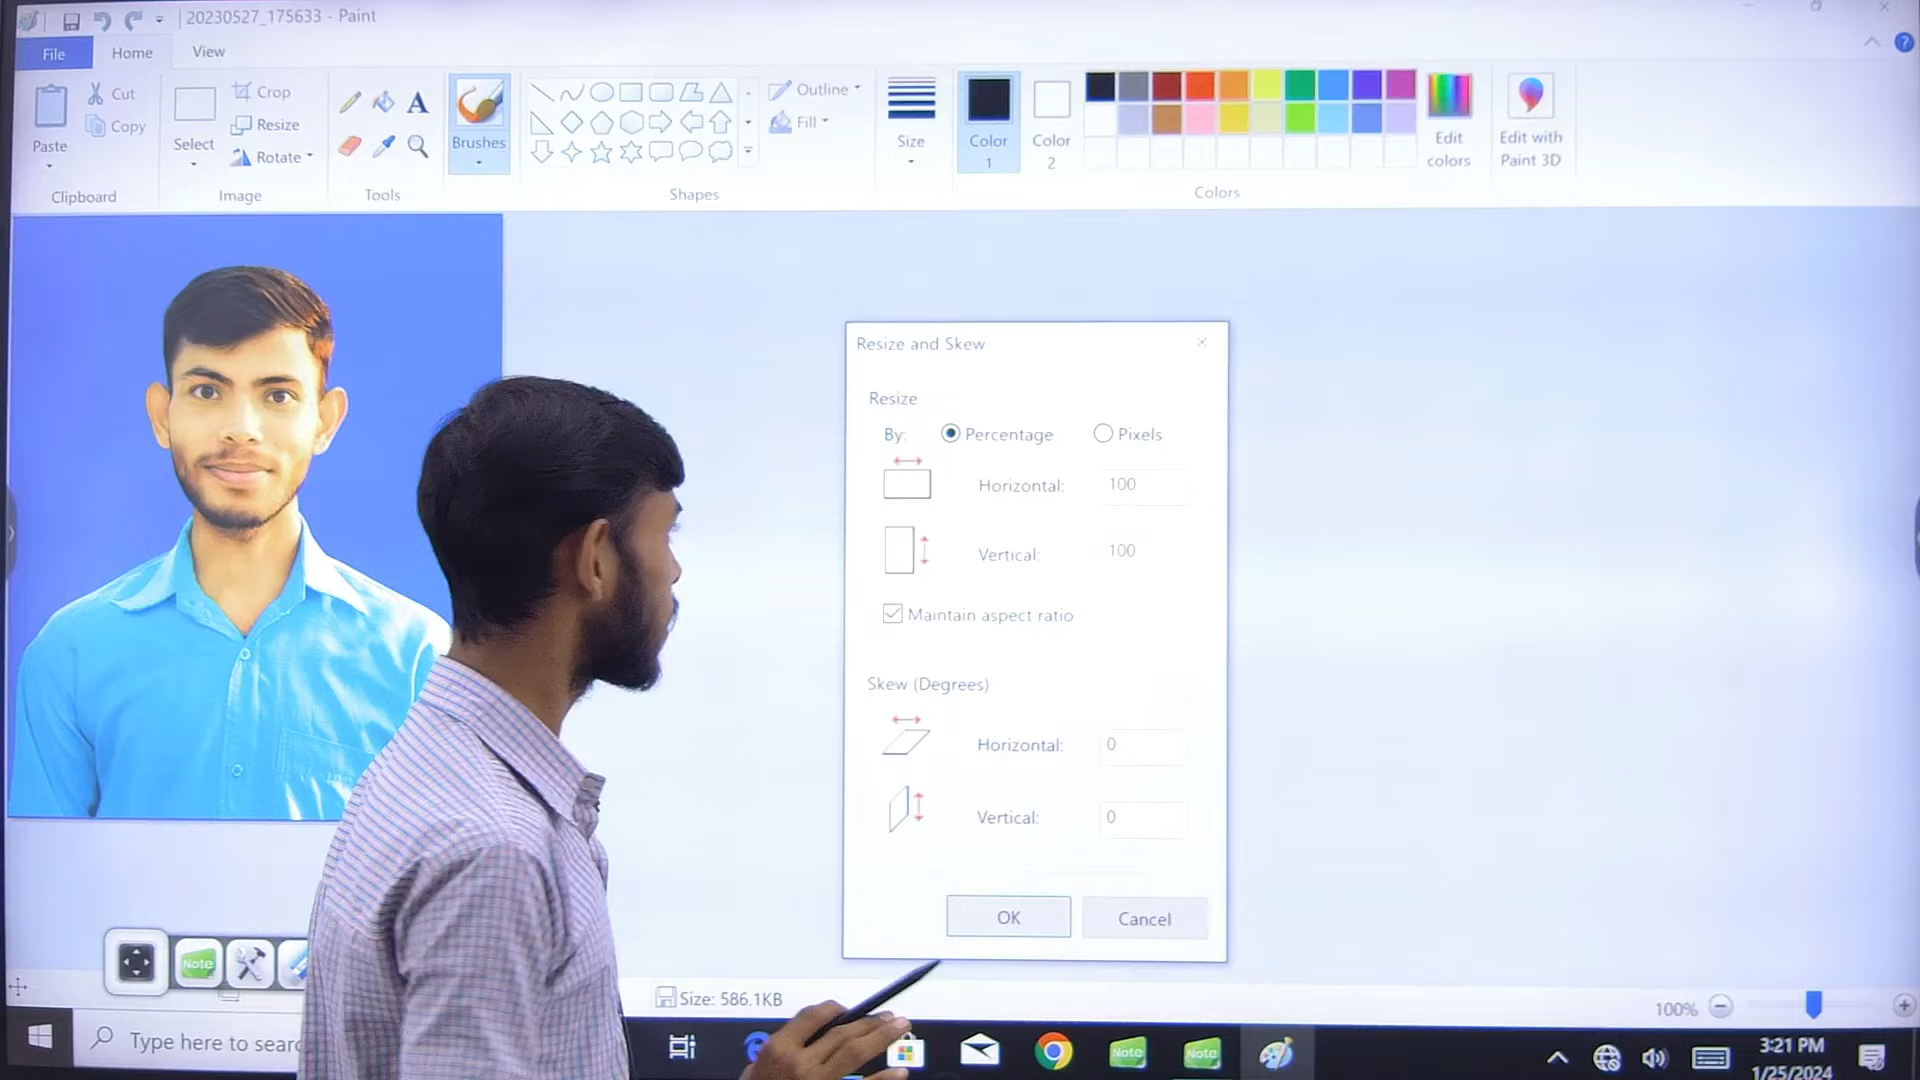 20230527_175633 - Paint
File
Home
View
Paste
Cut
Copy
Clipboard
Select
Crop
Resize
Rotate
Image
A
Tools
Brushes
Shapes
Outline
Fill
Size
Color
1
Color
2
Colors
Edit
colors
Edit with
Paint 3D
Resize and Skew
Resize
By:
Percentage
Pixels
Horizontal:
100
Vertical:
100
Maintain aspect ratio
Skew (Degrees)
Horizontal:
0
Vertical:
0
OK
Cancel
Note
Size: 586.1KB
100%
Type here to searc
Note
Note
3:21 PM
1/25/2024